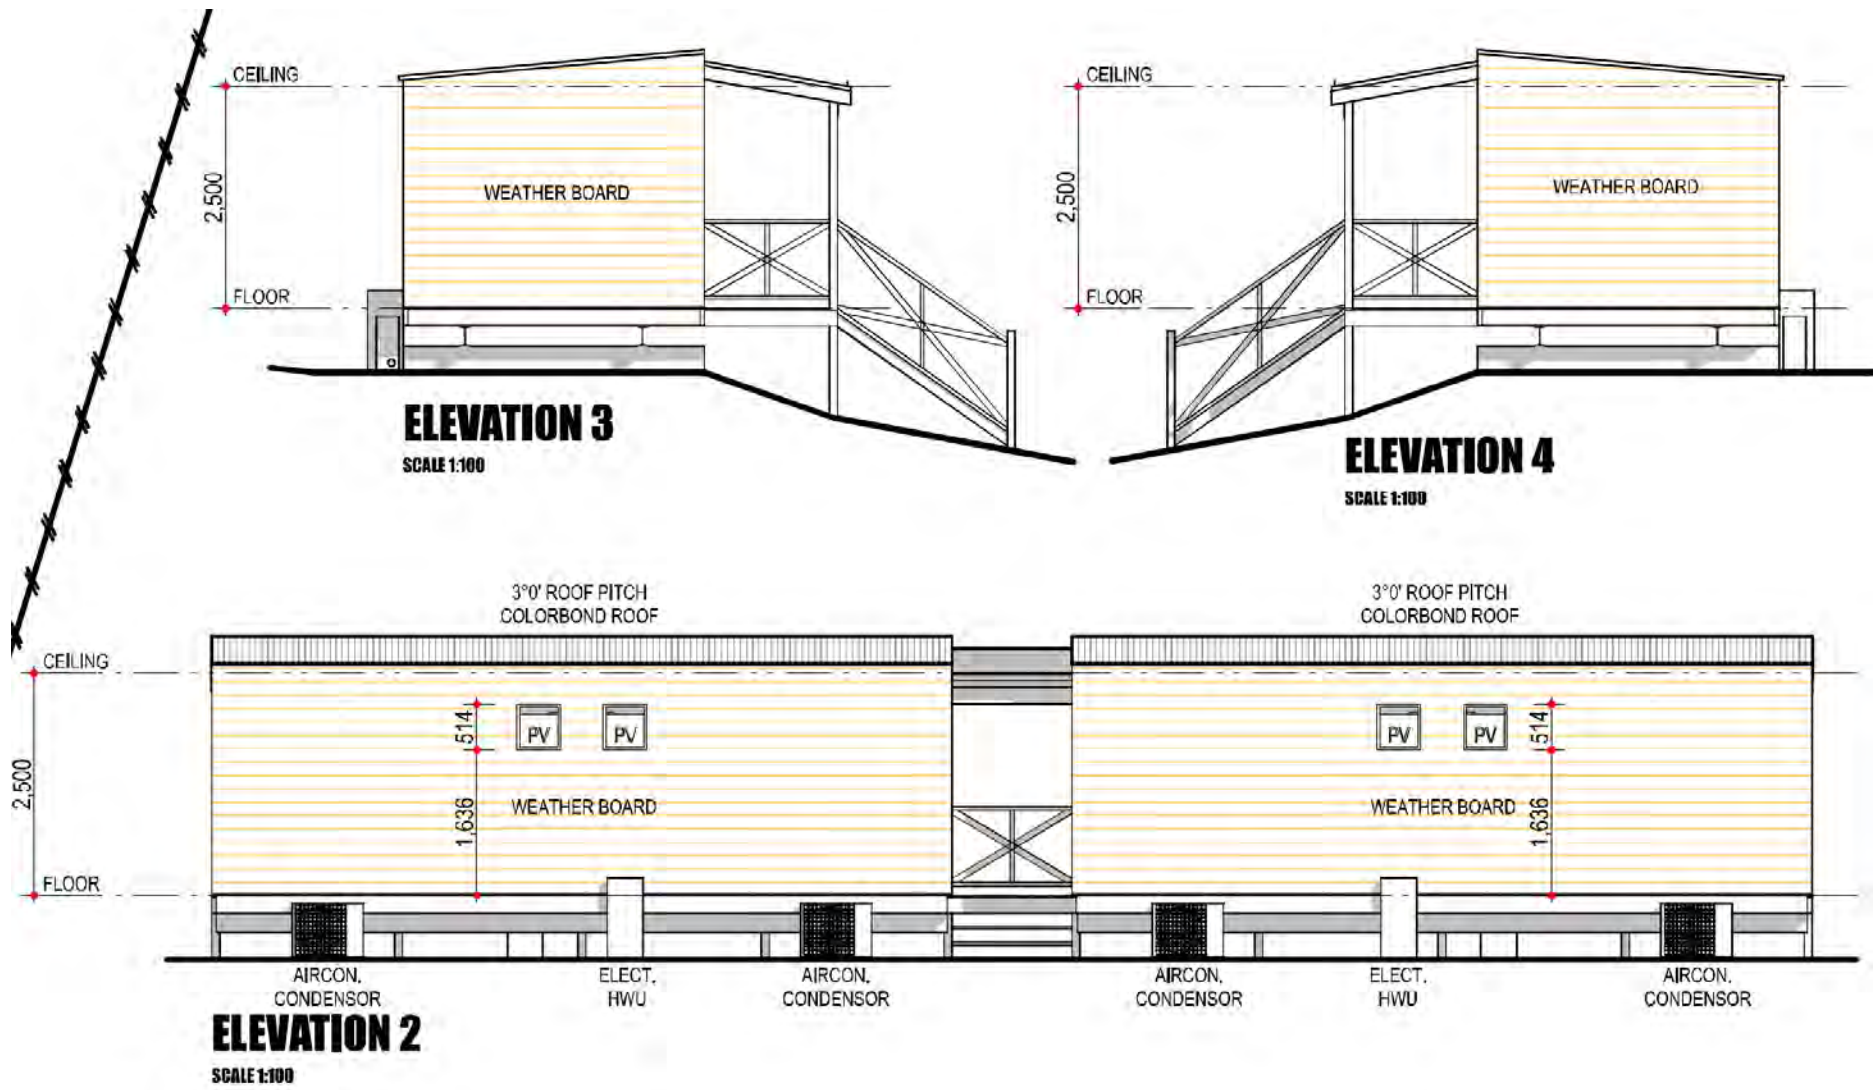 CEILING
2,500
WEATHER BOARD
FLOOR
ELEVATION 3
SCALE 1:100
CEILING
2,500
WEATHER BOARD
FLOOR
ELEVATION 4
SCALE 1:100
3°0' ROOF PITCH
COLORBOND ROOF
3°0' ROOF PITCH
COLORBOND ROOF
CEILING
2,500
514
PV
PV
PV
PV
514
1,636
WEATHER BOARD
WEATHER BOARD
1,636
FLOOR
AIRCON.
CONDENSOR
ELECT.
HWU
AIRCON.
CONDENSOR
AIRCON.
CONDENSOR
ELECT.
HWU
AIRCON.
CONDENSOR
ELEVATION 2
SCALE 1:100